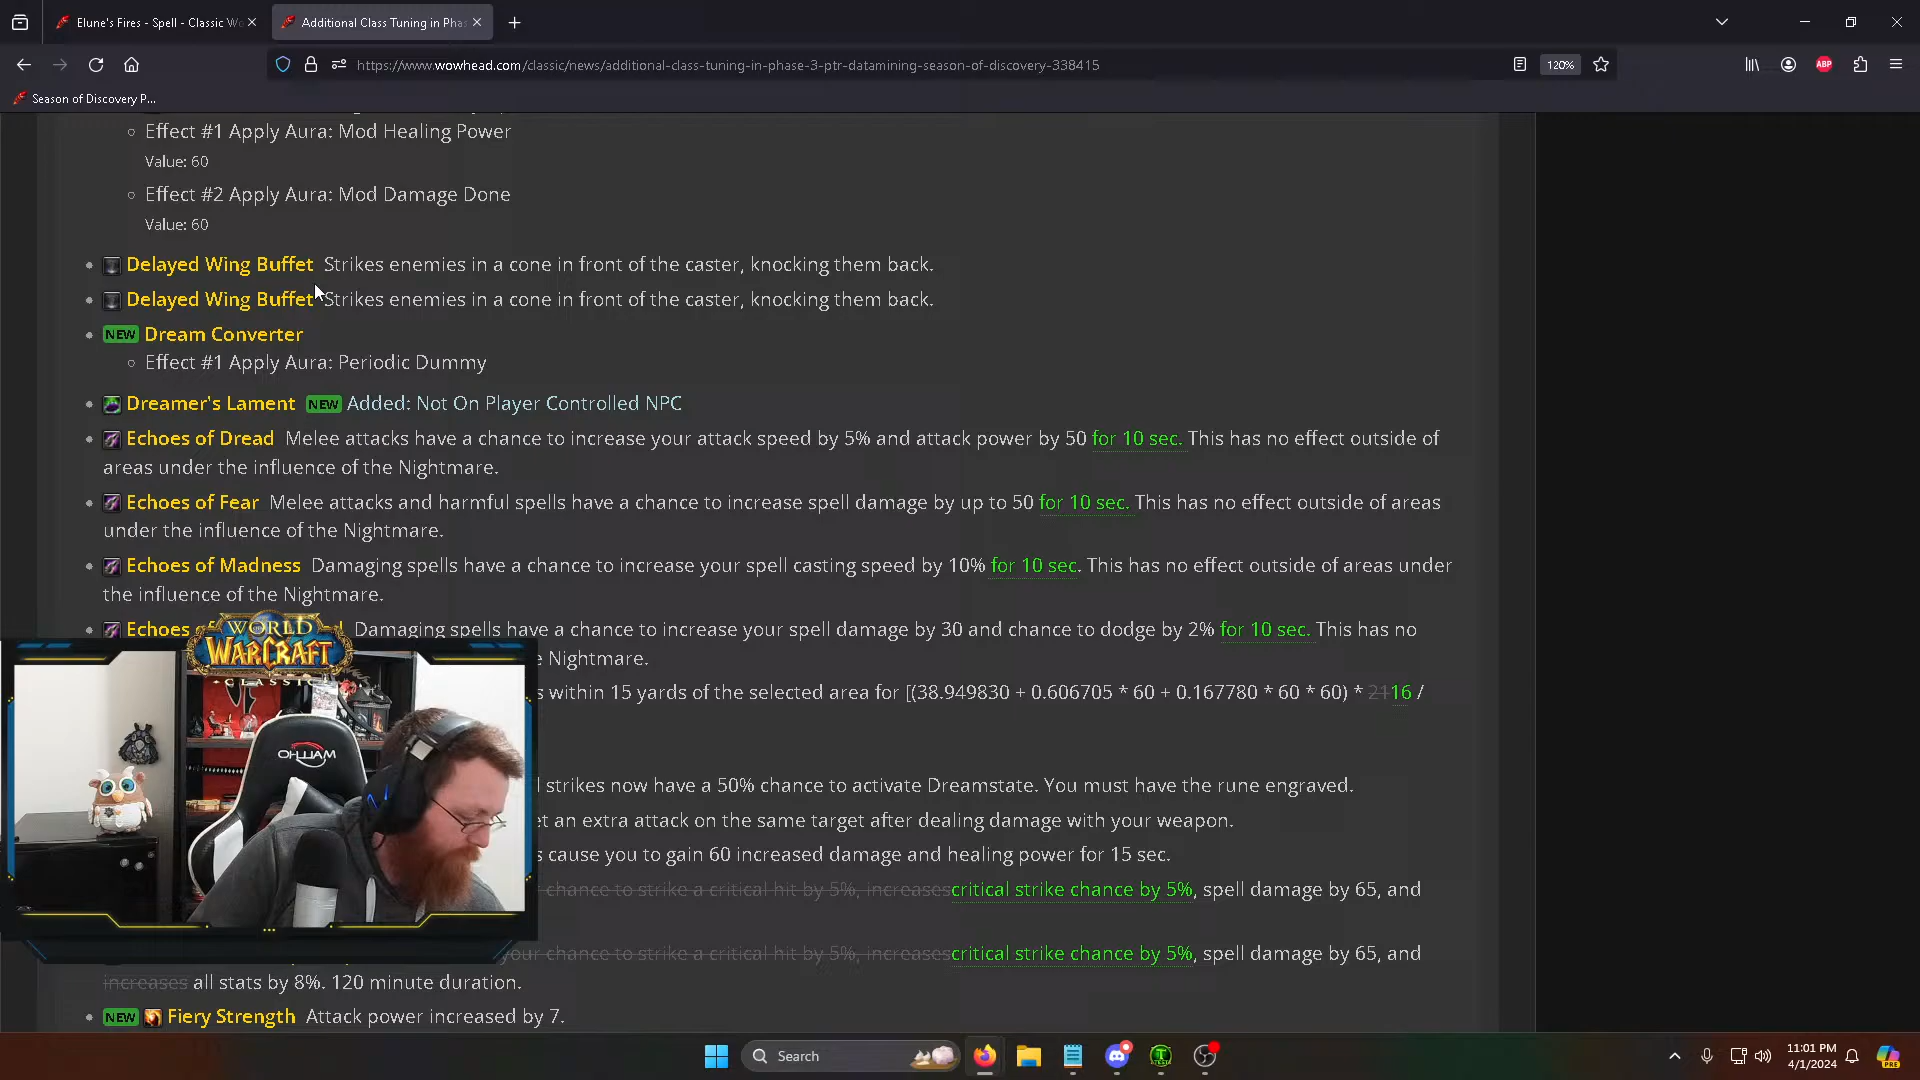 Elune's Fires - Spell - Classic Wo
Additional Class Tuning in Pha
https://www.wowhead.com/classic/news/additional-class-tuning-in-phase-3-ptr-datamining-season-of-discovery-338415
120%
ABP
Season of Discovery P...
Effect #1 Apply Aura: Mod Healing Power
Value: 60
Effect #2 Apply Aura: Mod Damage Done
Value: 60
Delayed Wing Buffet Strikes enemies in a cone in front of the caster, knocking them back.
Delayed Wing Buffet Strikes enemies in a cone in front of the caster, knocking them back.
NEW Dream Converter
Effect #1 Apply Aura: Periodic Dummy
Dreamer's Lament NEW Added: Not On Player Controlled NPC
Echoes of Dread Melee attacks have a chance to increase your attack speed by 5% and attack power by 50 for 10 sec. This has no effect outside of
areas under the influence of the Nightmare.
Echoes of Fear Melee attacks and harmful spells have a chance to increase spell damage by up to 50 for 10 sec. This has no effect outside of areas
under the influence of the Nightmare.
Echoes of Madness Damaging spells have a chance to increase your spell casting speed by 10% for 10 sec. This has no effect outside of areas under
the influence of the Nightmare.
Echoes Damaging spells have a chance to increase your spell damage by 30 and chance to dodge by 2% for 10 sec. This has no
e Nightmare.
s within 15 yards of the selected area for [(38.949830 + 0.606705 * 60 + 0.167780 * 60 * 60) * 2116 /
l strikes now have a 50% chance to activate Dreamstate. You must have the rune engraved.
et an extra attack on the same target after dealing damage with your weapon.
s cause you to gain 60 increased damage and healing power for 15 sec.
r chance to strike a critical hit by 5%, increases critical strike chance by 5%, spell damage by 65, and
your chance to strike a critical hit by 5%, increases critical strike chance by 5%, spell damage by 65, and
increases all stats by 8%. 120 minute duration.
NEW Fiery Strength Attack power increased by 7.
WORLD
WARCRAFT
CLASSIC
Search
11:01 PM
4/1/2024
PRE